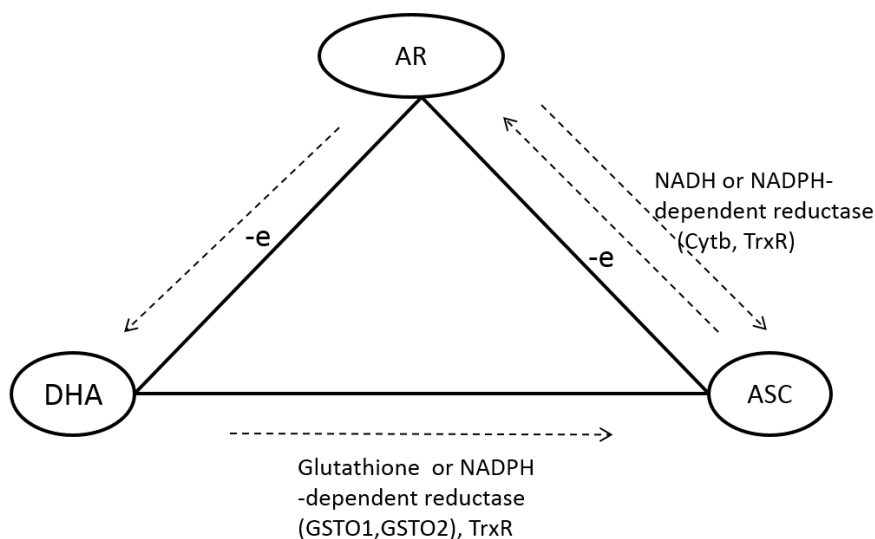 AR
NADH or NADPH-
dependent reductase
(Cytb, TrxR)
-e
-e
DHA
ASC
Glutathione or NADPH
-dependent reductase
(GSTO1,GSTO2), TrxR